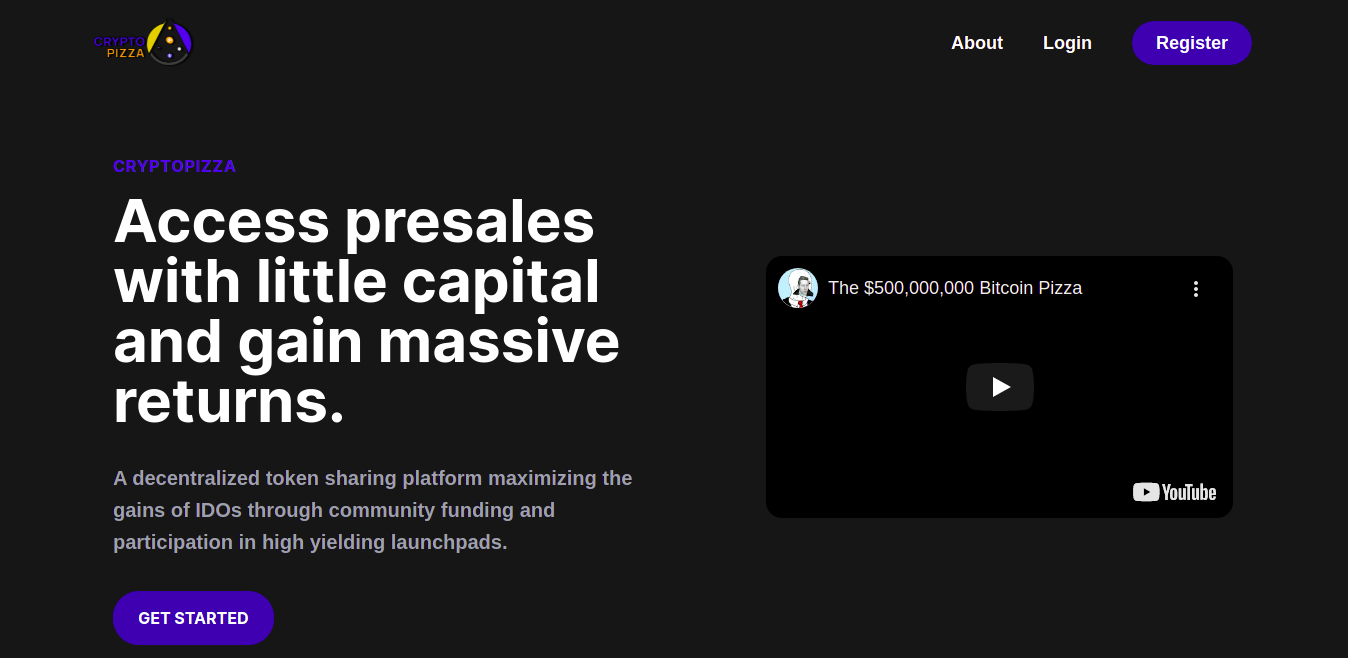 CRYPTO
PIZZA
About
Login
Register
CRYPTOPIZZA
Access presales
with little capital
and gain massive
returns.
A decentralized token sharing platform maximizing the
gains of IDOs through community funding and
participation in high yielding launchpads.
GET STARTED
The $500,000,000 Bitcoin Pizza
YouTube